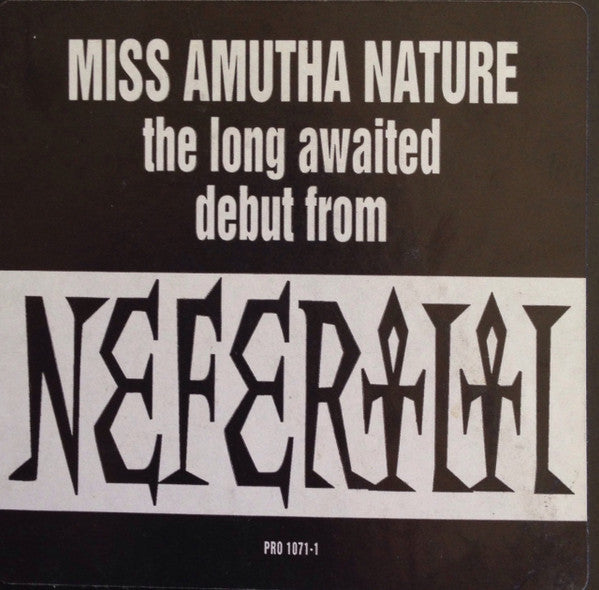 MISS AMUTHA NATURE
the long awaited
debut from
NEFERTITI
PRO 1071-1